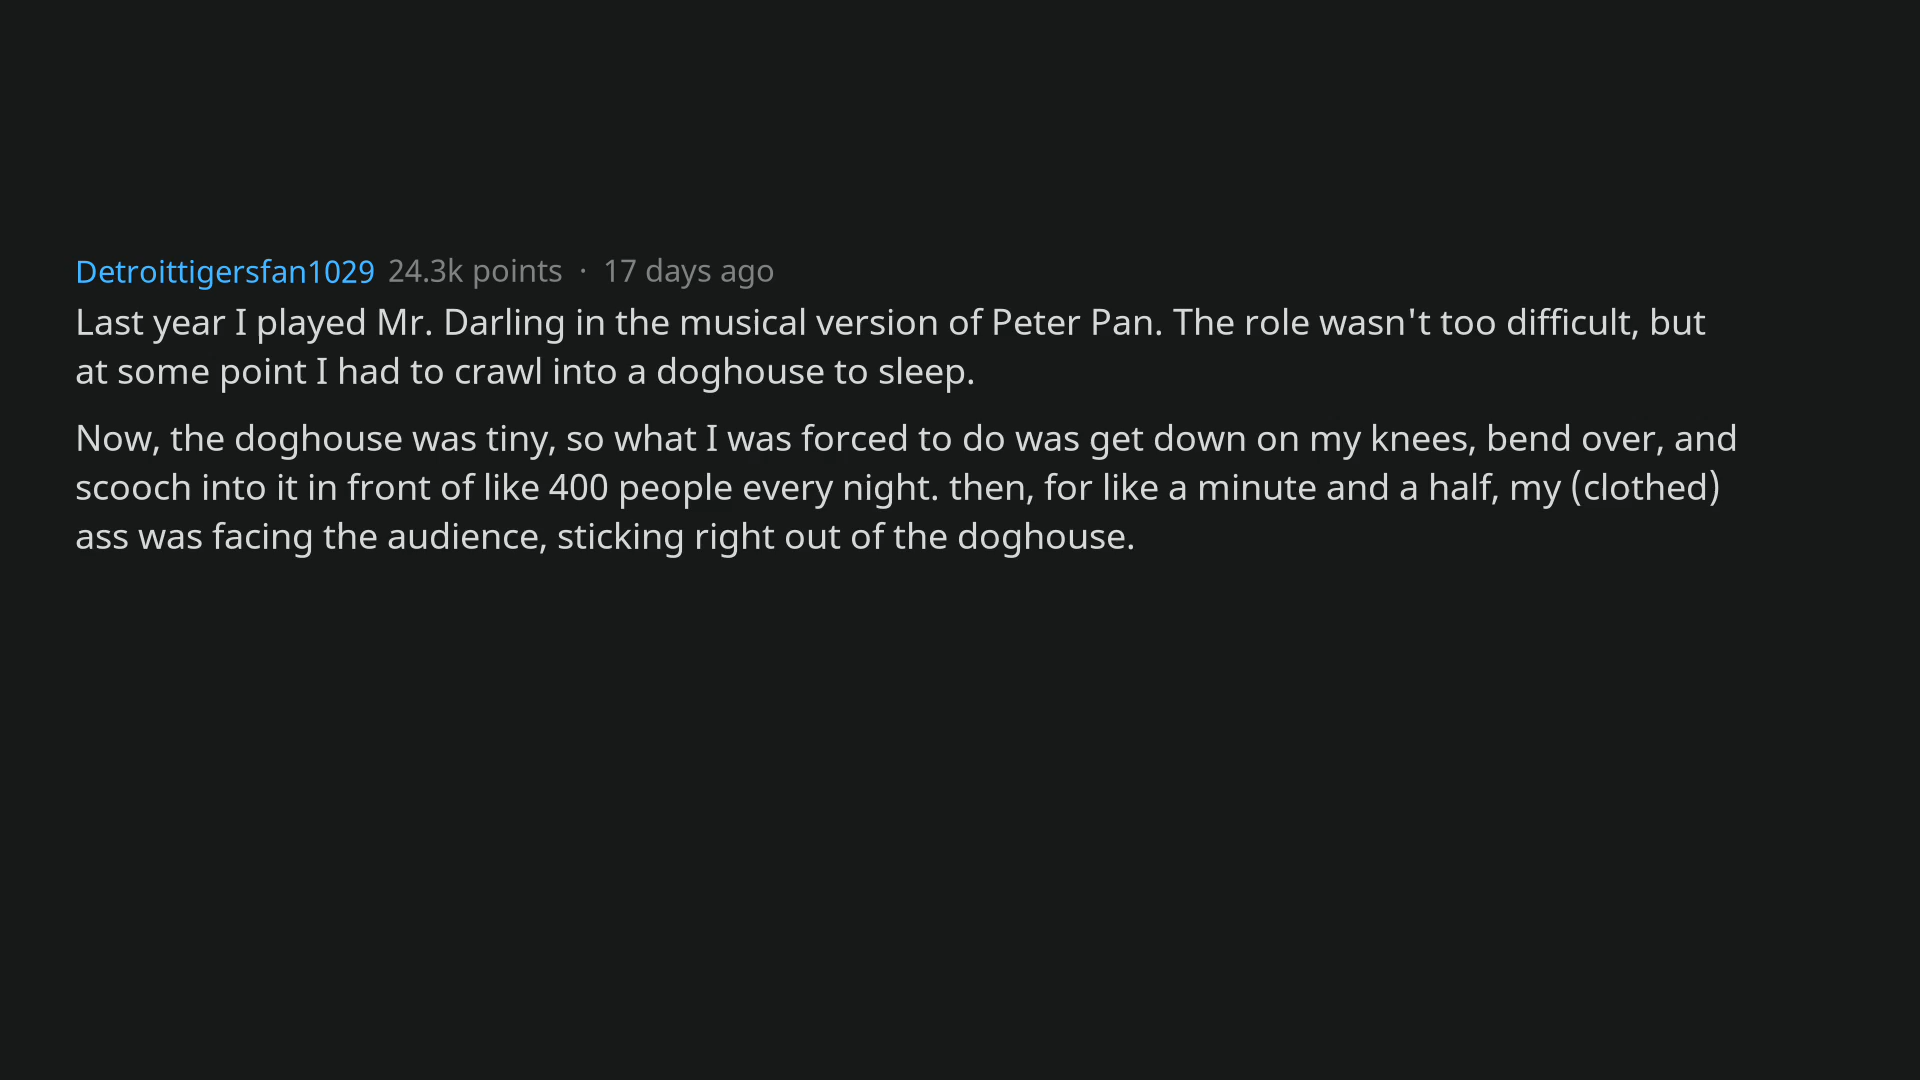 Detroittigersfan1029 24.3k points · 17 days ago
Last year I played Mr. Darling in the musical version of Peter Pan. The role wasn't too difficult, but
at some point I had to crawl into a doghouse to sleep.
Now, the doghouse was tiny, so what I was forced to do was get down on my knees, bend over, and
scooch into it in front of like 400 people every night. then, for like a minute and a half, my (clothed)
ass was facing the audience, sticking right out of the doghouse.